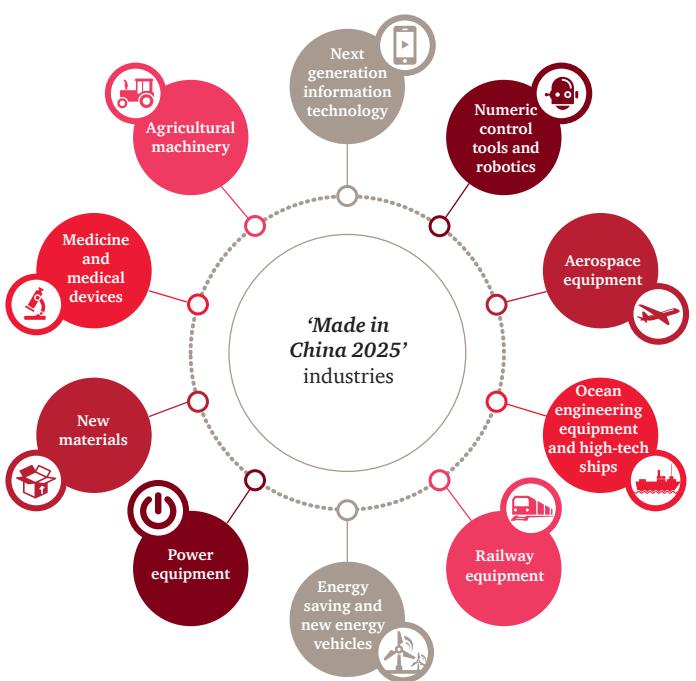 Next
generation
information
technology
Numeric
control
tools and
robotics
Aerospace
equipment
Ocean
engineering
equipment
and high-tech
ships
Railway
equipment
Energy
saving and
new energy
vehicles
Power
equipment
New
materials
Medicine
and
medical
devices
Agricultural
machinery
‘Made in
China 2025’
industries